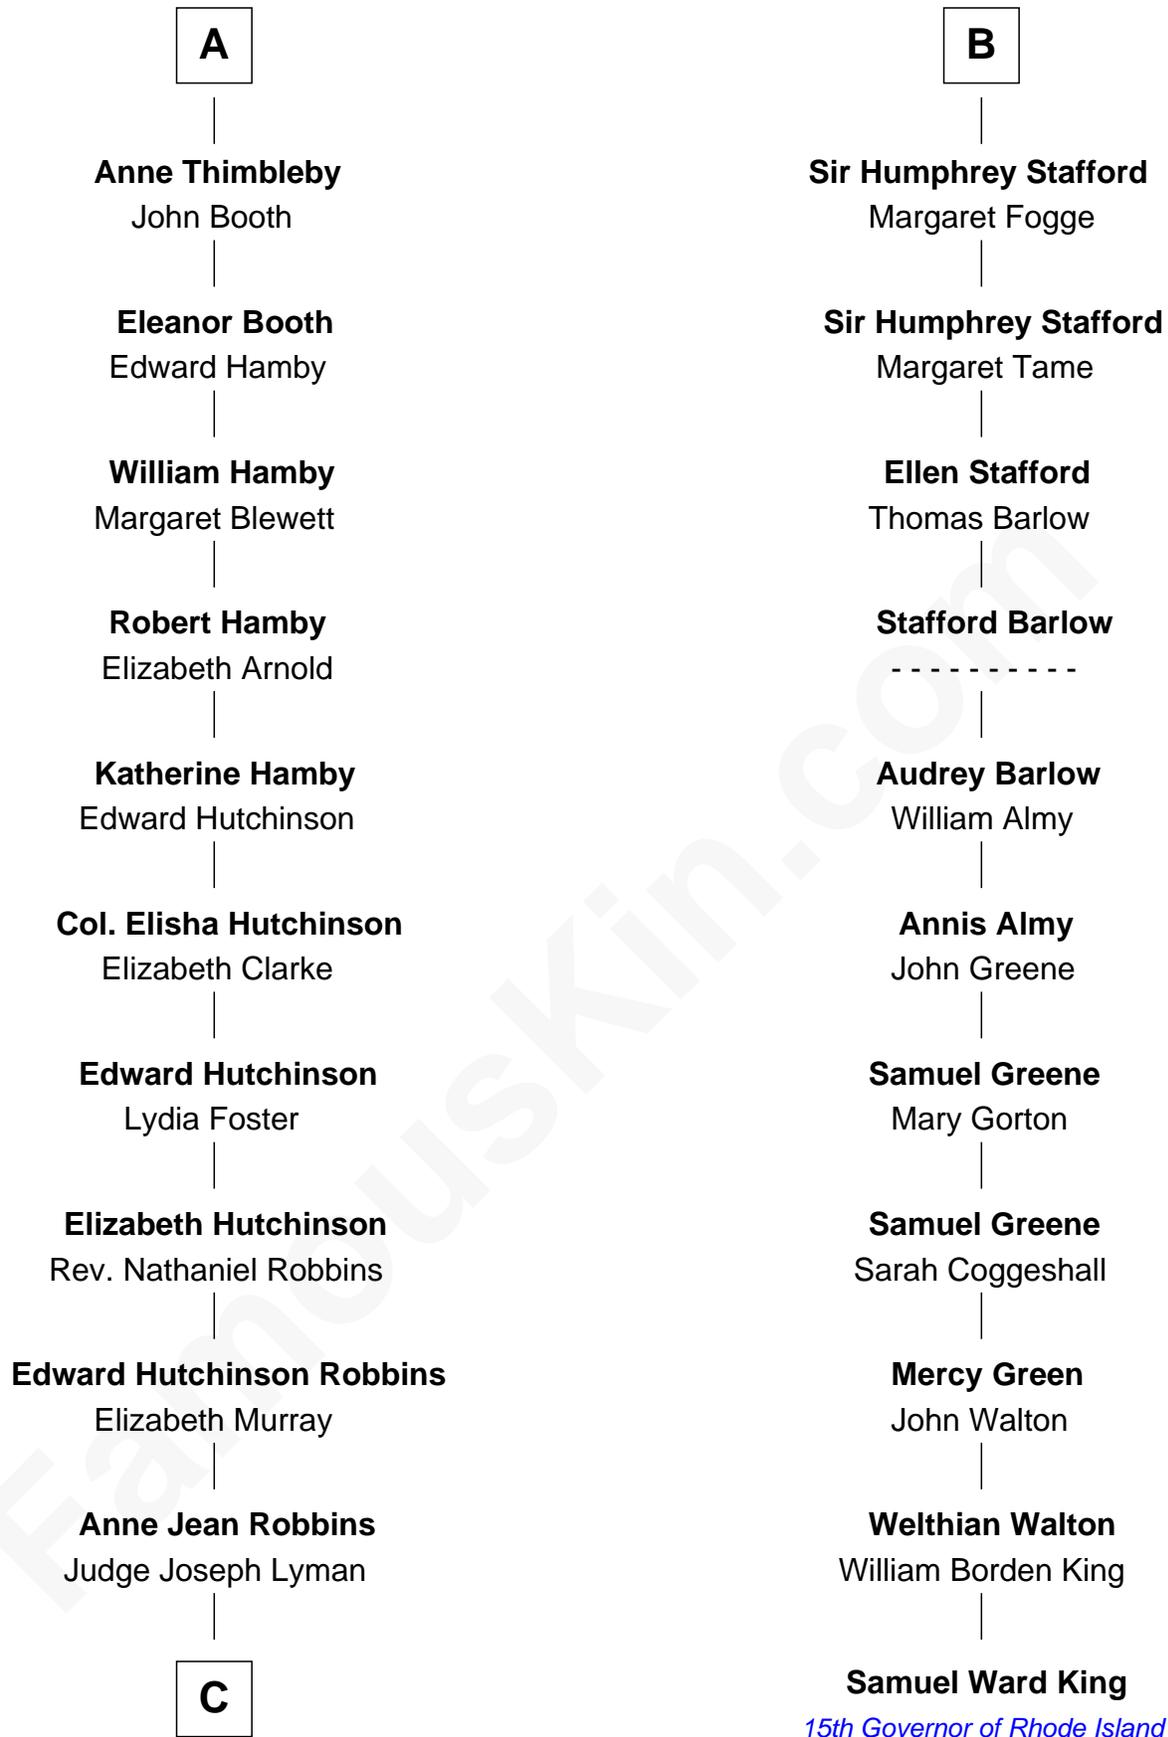 A
Anne Thimbleby
John Booth
Eleanor Booth
Edward Hamby
William Hamby
Margaret Blewett
Robert Hamby
Elizabeth Arnold
Katherine Hamby
Edward Hutchinson
Col. Elisha Hutchinson
Elizabeth Clarke
Edward Hutchinson
Lydia Foster
Elizabeth Hutchinson
Rev. Nathaniel Robbins
Edward Hutchinson Robbins
Elizabeth Murray
Anne Jean Robbins
Judge Joseph Lyman
C
B
Sir Humphrey Stafford
Margaret Fogge
Sir Humphrey Stafford
Margaret Tame
Ellen Stafford
Thomas Barlow
Stafford Barlow
- - - - - - - - - -
Audrey Barlow
William Almy
Annis Almy
John Greene
Samuel Greene
Mary Gorton
Samuel Greene
Sarah Coggeshall
Mercy Green
John Walton
Welthian Walton
William Borden King
Samuel Ward King
15th Governor of Rhode Island
FamousKin.com